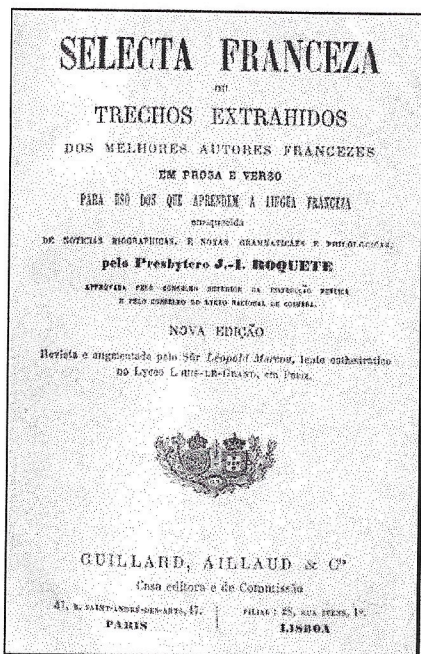 SELECTA FRANCEZA
OU
TRECHOS EXTRAHIDOS
DOS MELHORES AUTORES FRANCEZES
EM PROSA E VERSO
PARA USO DOS QUE APRENDEM A LINGUA FRANCEZA
enriquecida
DE NOTICIAS BIOGRAPHICAS, E NOTAS GRAMMATICAES E PHILOLOGICAS,
pelo Presbytero J.-I. ROQUETE
APPROVADA PELO CONSELHO SUPERIOR DA INSTRUCÇÃO PUBLICA
E PELO CONSELHO DO LYCEO NACIONAL DE COIMBRA.
NOVA EDIÇÃO
Revista e augmentada pelo Sñr Léopold Marcou, lente cathedratico
no Lyceo LOUIS-LE-GRAND, em Pariz.
GUILLARD, AILLAUD & Cia
Casa editora e de Commissão
47, R. SAINT-ANDRÉ-DES-ARTS, 47.
PARIS
FILIAL : 28, RUA IVENS, 1º
LISBOA